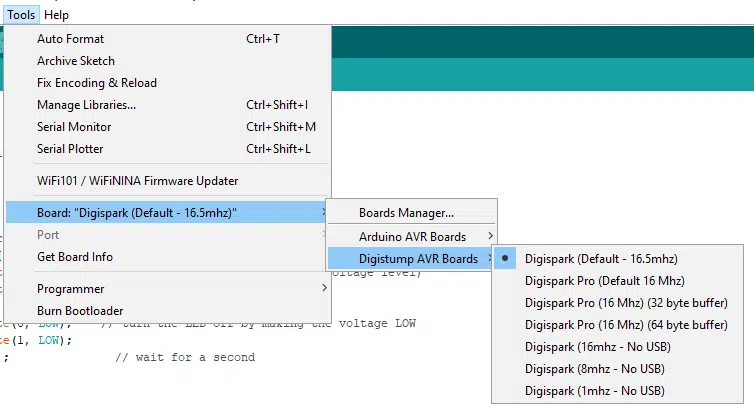 Tools Help
Auto Format Ctrl+T
Archive Sketch
Fix Encoding & Reload
Manage Libraries... Ctrl+Shift+I
Serial Monitor Ctrl+Shift+M
Serial Plotter Ctrl+Shift+L
WiFi101 / WiFiNINA Firmware Updater
Board: "Digispark (Default - 16.5mhz)"
Port
Get Board Info
Programmer
Burn Bootloader
Boards Manager...
Arduino AVR Boards
Digistump AVR Boards
Digispark (Default - 16.5mhz)
Digispark Pro (Default 16 Mhz)
Digispark Pro (16 Mhz) (32 byte buffer)
Digispark Pro (16 Mhz) (64 byte buffer)
Digispark (16mhz - No USB)
Digispark (8mhz - No USB)
Digispark (1mhz - No USB)
level)
LOW); // turn the LED off by making the voltage LOW
te(1, LOW);
; // wait for a second